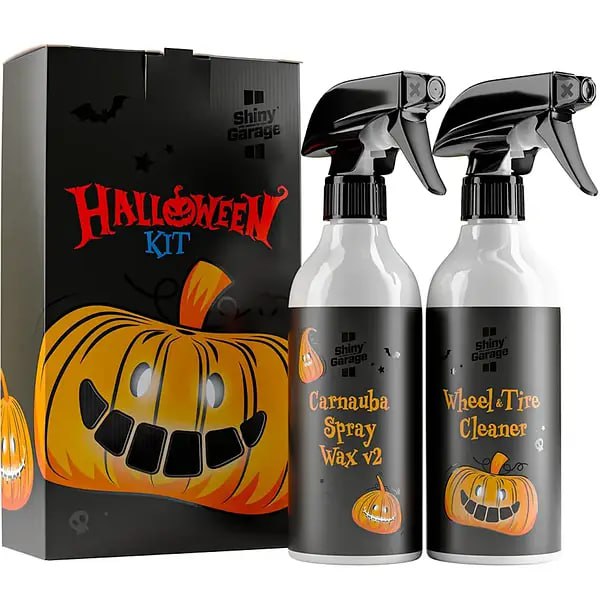 Shiny
Garage
HALLOWEEN
KIT
Shiny
Garage
Carnauba
Spray
Wax v2
Shiny
Garage
Wheel & Tire
Cleaner